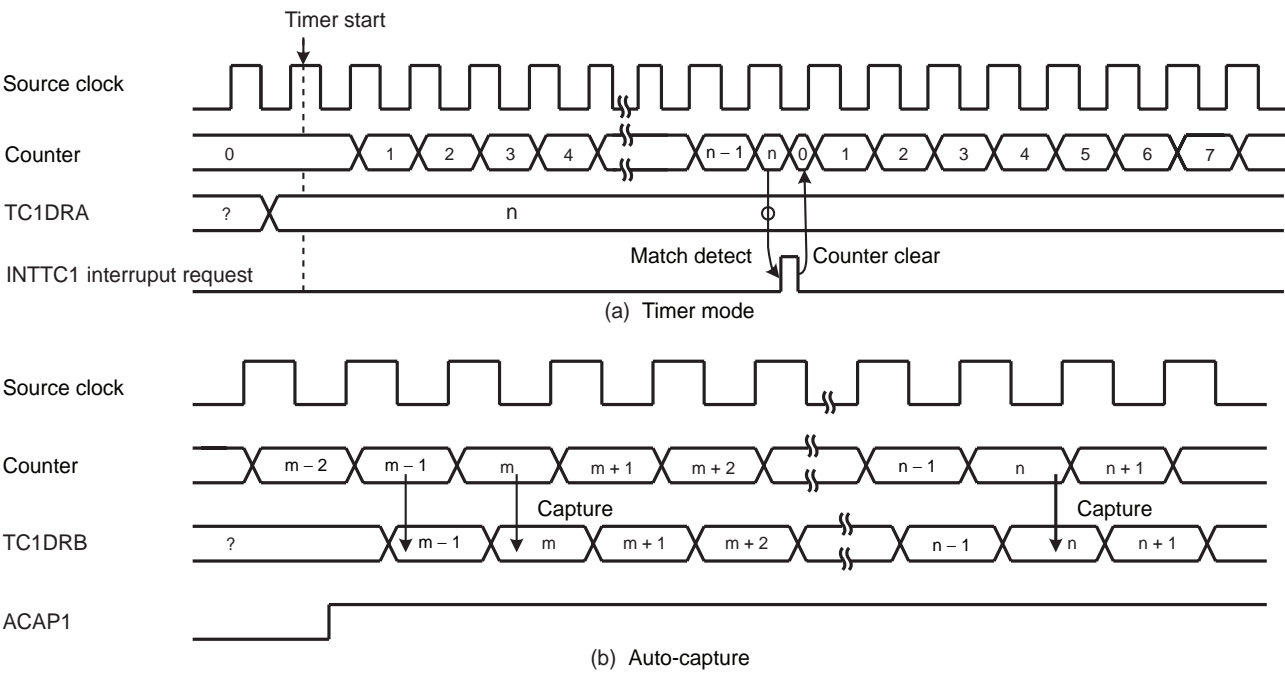 Timer start
Source clock
Counter 0 1 2 3 4 n – 1 n 0 1 2 3 4 5 6 7
TC1DRA ? n
Match detect Counter clear
INTTC1 interruput request
(a) Timer mode
Source clock
Counter m – 2 m – 1 m m + 1 m + 2 n – 1 n n + 1
Capture Capture
TC1DRB ? m – 1 m m + 1 m + 2 n – 1 n n + 1
ACAP1
(b) Auto-capture